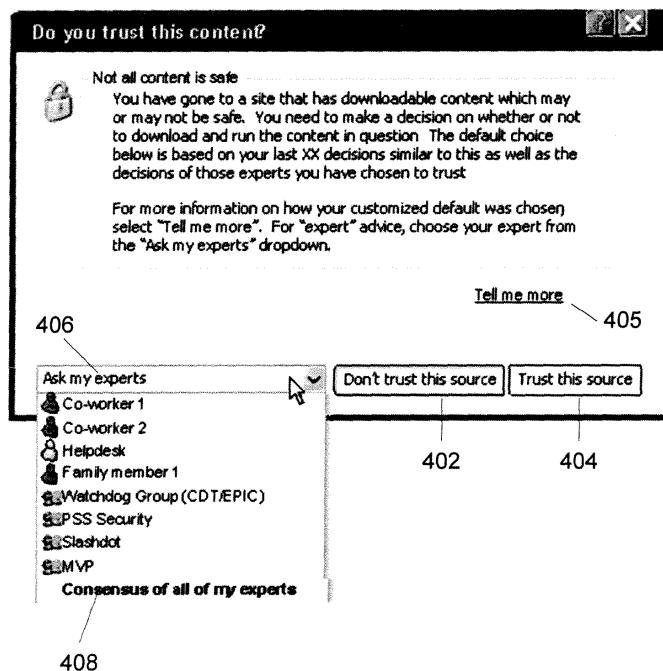 Do you trust this content?
Not all content is safe
You have gone to a site that has downloadable content which may
or may not be safe. You need to make a decision on whether or not
to download and run the content in question The default choice
below is based on your last XX decisions similar to this as well as the
decisions of those experts you have chosen to trust
For more information on how your customized default was chosen,
select "Tell me more". For "expert" advice, choose your expert from
the "Ask my experts" dropdown.
Tell me more
405
406
Ask my experts
Don't trust this source
Trust this source
Co-worker 1
Co-worker 2
Helpdesk
Family member 1
Watchdog Group (CDT/EPIC)
PSS Security
Slashdot
MVP
Consensus of all of my experts
402
404
408